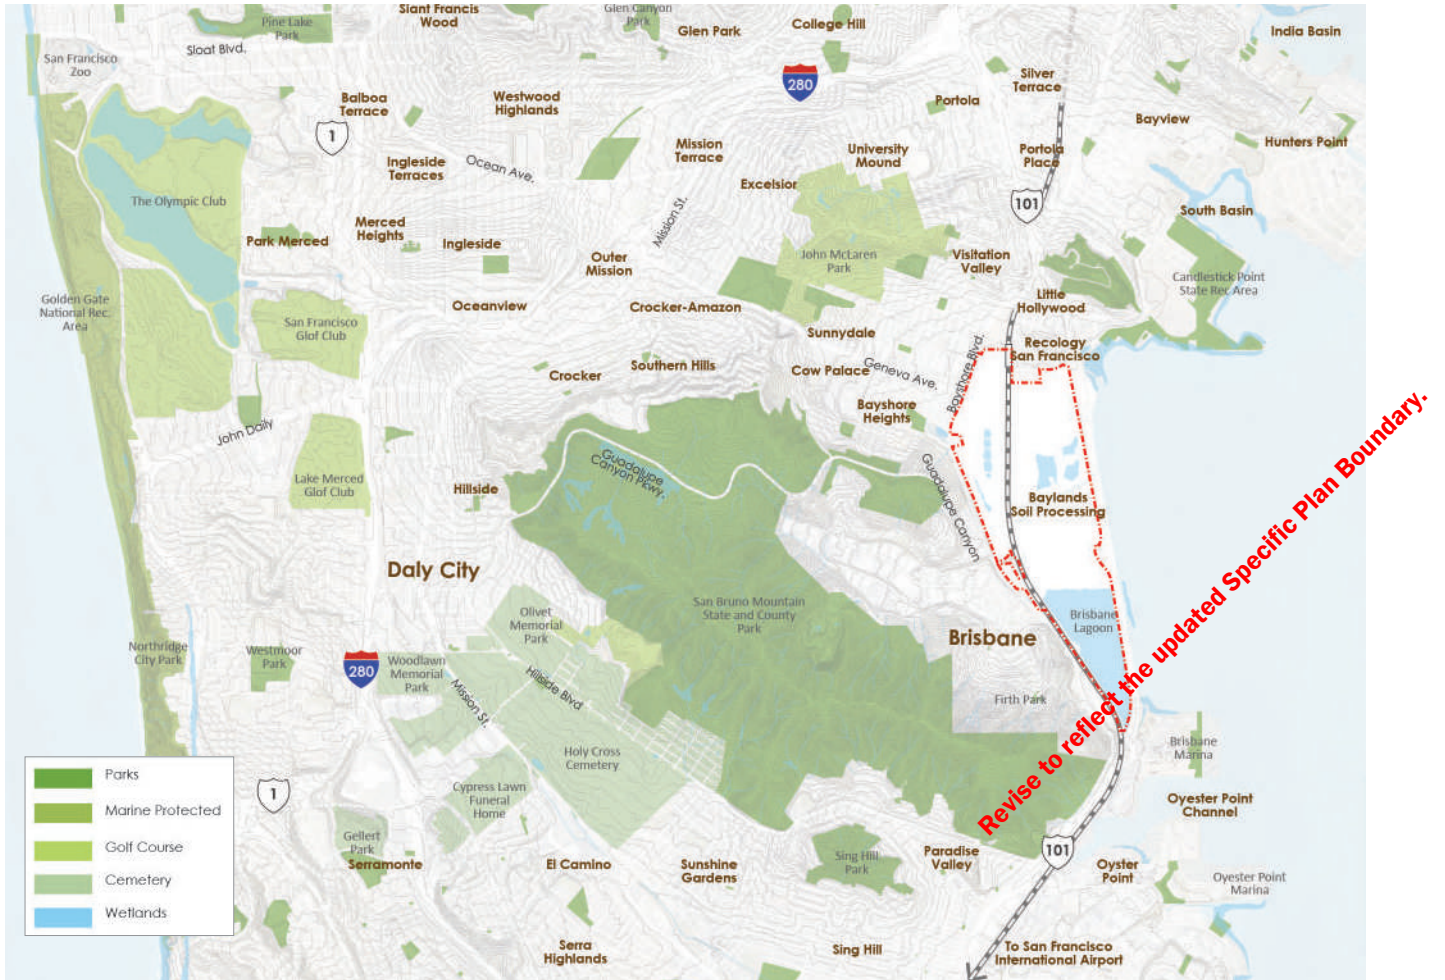 Siant Francis
Wood
Glen Canyon
Park
Pine Lake
Park
Sloat Blvd.
Glen Park
College Hill
India Basin
San Francisco
Zoo
280
Silver
Terrace
Balboa
Terrace
Westwood
Highlands
Portola
Bayview
1
Hunters Point
Mission
Terrace
University
Mound
Portola
Place
Ingleside
Terraces
Ocean Ave.
Excelsior
The Olympic Club
101
South Basin
Mission St.
Merced
Heights
Park Merced
Ingleside
Outer
Mission
John McLaren
Park
Visitation
Valley
Candlestick Point
State Rec Area
Golden Gate
National Rec.
Area
Oceanview
Crocker-Amazon
Little
Hollywood
San Francisco
Glof Club
Sunnydale
Bayshore Blvd.
Recology
San Francisco
Crocker
Southern Hills
Cow Palace
Geneva Ave.
Bayshore
Heights
John Daily
Guadalupe
Canyon Pkwy.
Guadalupe Canyon
Lake Merced
Glof Club
Hillside
Baylands
Soil Processing
Revise to reflect the updated Specific Plan Boundary.
Daly City
San Bruno Mountain
State and County
Park
Olivet
Memorial
Park
Brisbane
Lagoon
Brisbane
Northridge
City Park
Westmoor
Park
280
Woodlawn
Memorial
Park
Mission St.
Hillside Blvd
Firth Park
Holy Cross
Cemetery
Brisbane
Marina
Parks
Marine Protected
Golf Course
Cemetery
Wetlands
1
Cypress Lawn
Funeral
Home
Oyester Point
Channel
Gellert
Park
Serramonte
El Camino
Sunshine
Gardens
Sing Hill
Park
Paradise
Valley
101
Oyster
Point
Oyester Point
Marina
Serra
Highlands
Sing Hill
To San Francisco
International Airport